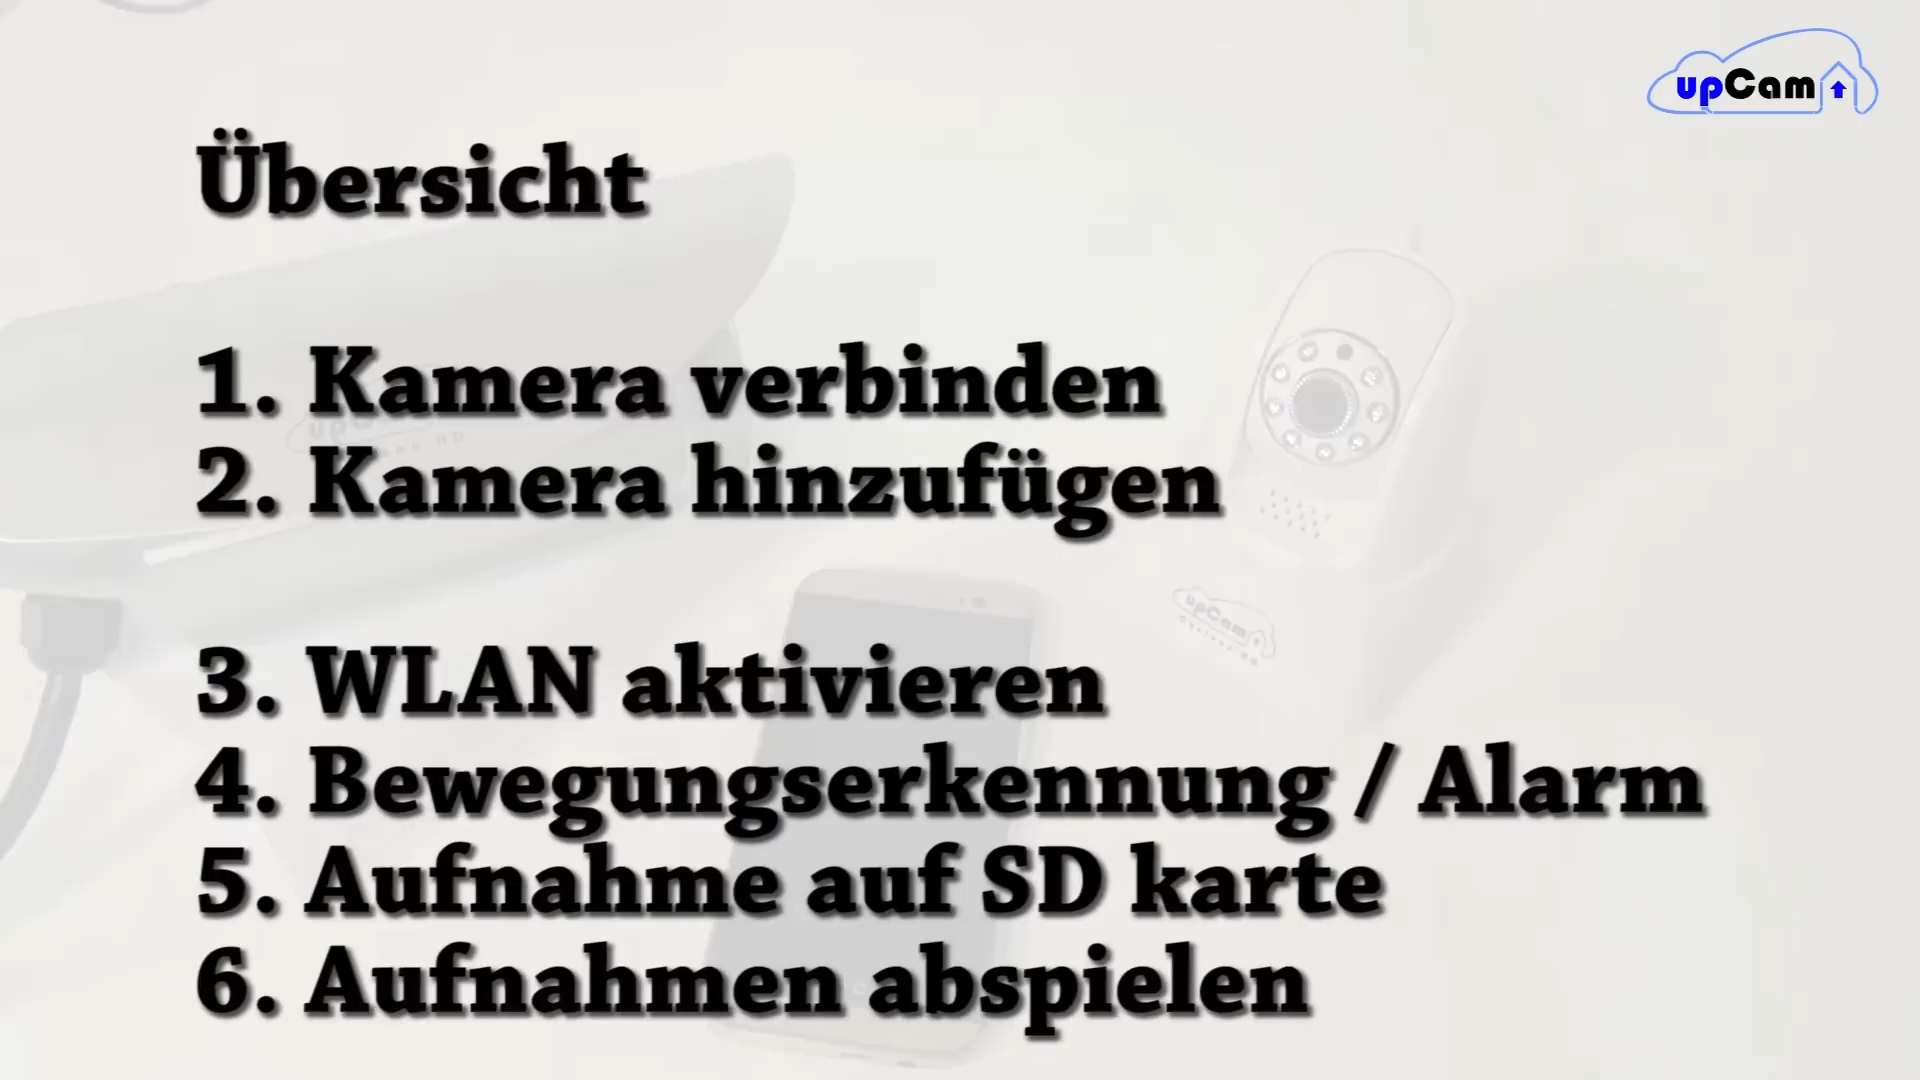 upCam
Übersicht
1. Kamera verbinden
2. Kamera hinzufügen
3. WLAN aktivieren
4. Bewegungserkennung / Alarm
5. Aufnahme auf SD karte
6. Aufnahmen abspielen
upCam